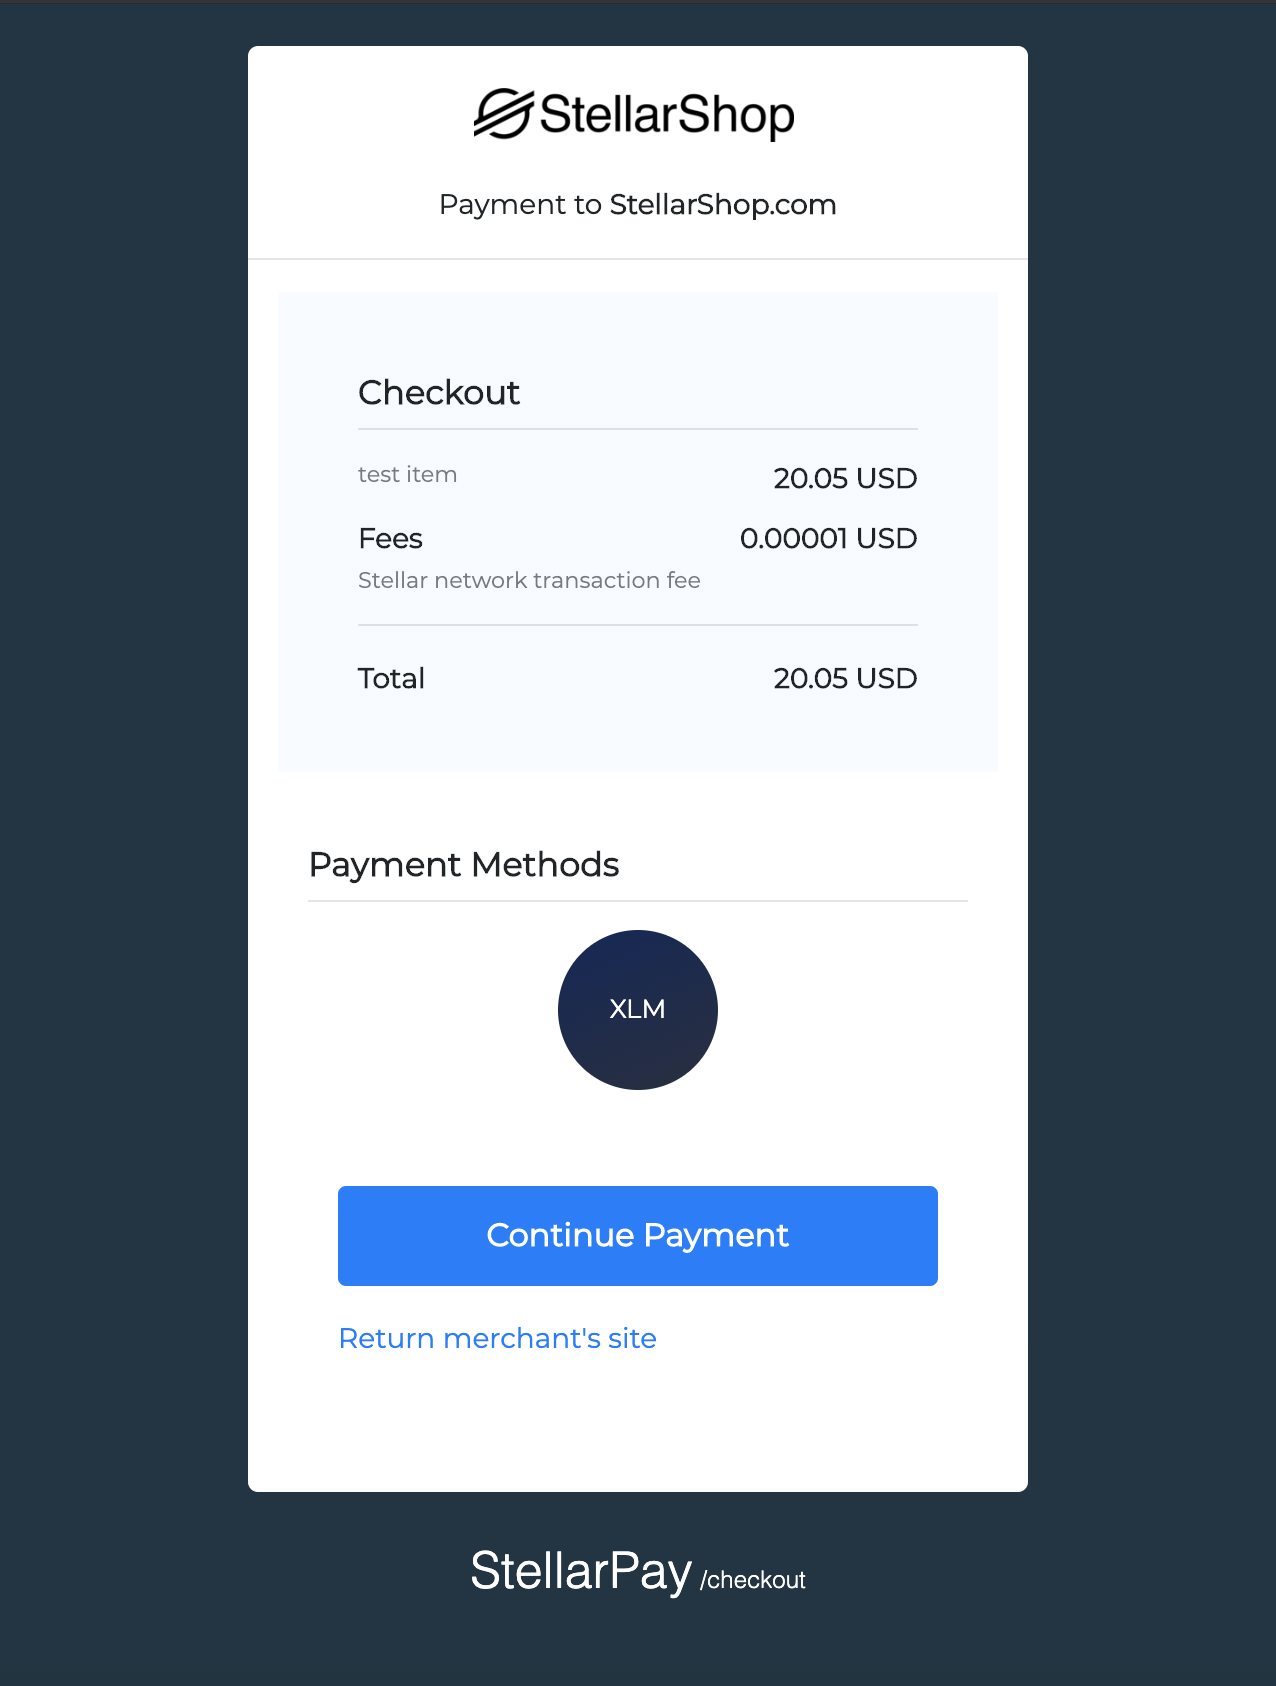 StellarShop
Payment to StellarShop.com
Checkout
test item 20.05 USD
Fees 0.00001 USD
Stellar network transaction fee
Total 20.05 USD
Payment Methods
XLM
Continue Payment
Return merchant's site
StellarPay /checkout